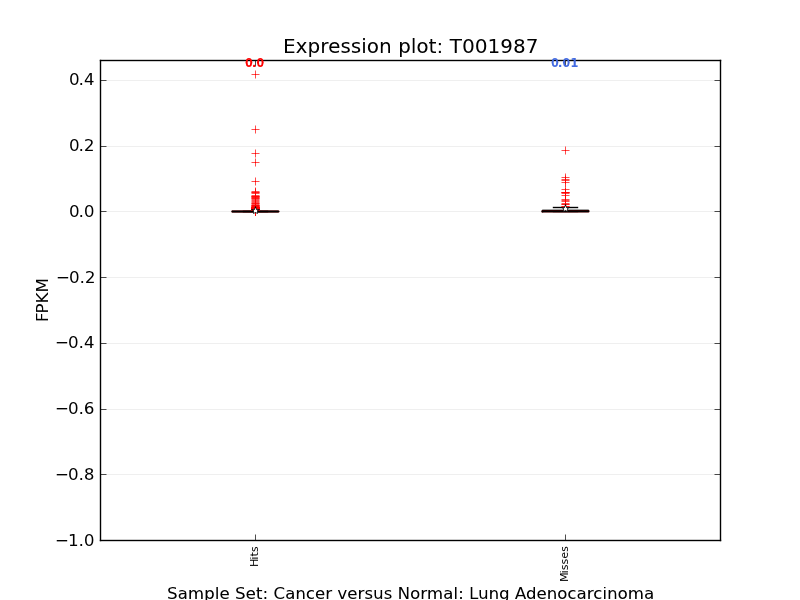 Expression plot: T001987
0.0
0.01
0.4
0.2
0.0
−0.2
−0.4
−0.6
−0.8
−1.0
FPKM
Hits
Misses
Sample Set: Cancer versus Normal: Lung Adenocarcinoma